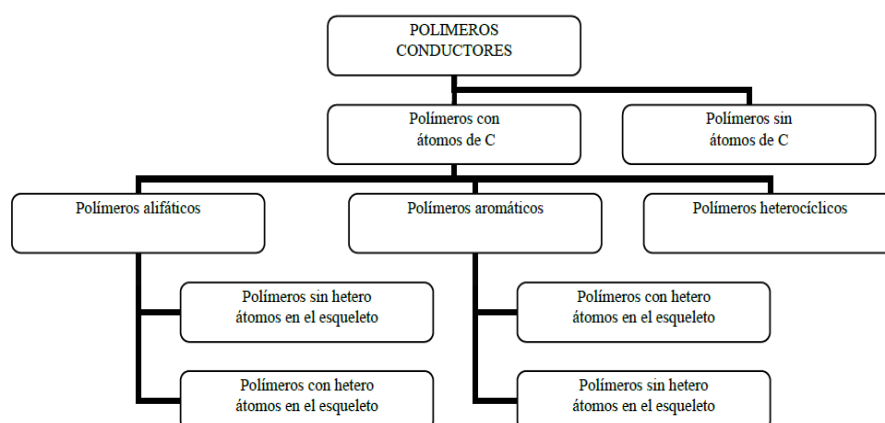 POLIMEROS
CONDUCTORES
Polímeros con
átomos de C
Polímeros sin
átomos de C
Polímeros alifáticos
Polímeros aromáticos
Polímeros heterocíclicos
Polímeros sin hetero
átomos en el esqueleto
Polímeros con hetero
átomos en el esqueleto
Polímeros con hetero
átomos en el esqueleto
Polímeros sin hetero
átomos en el esqueleto